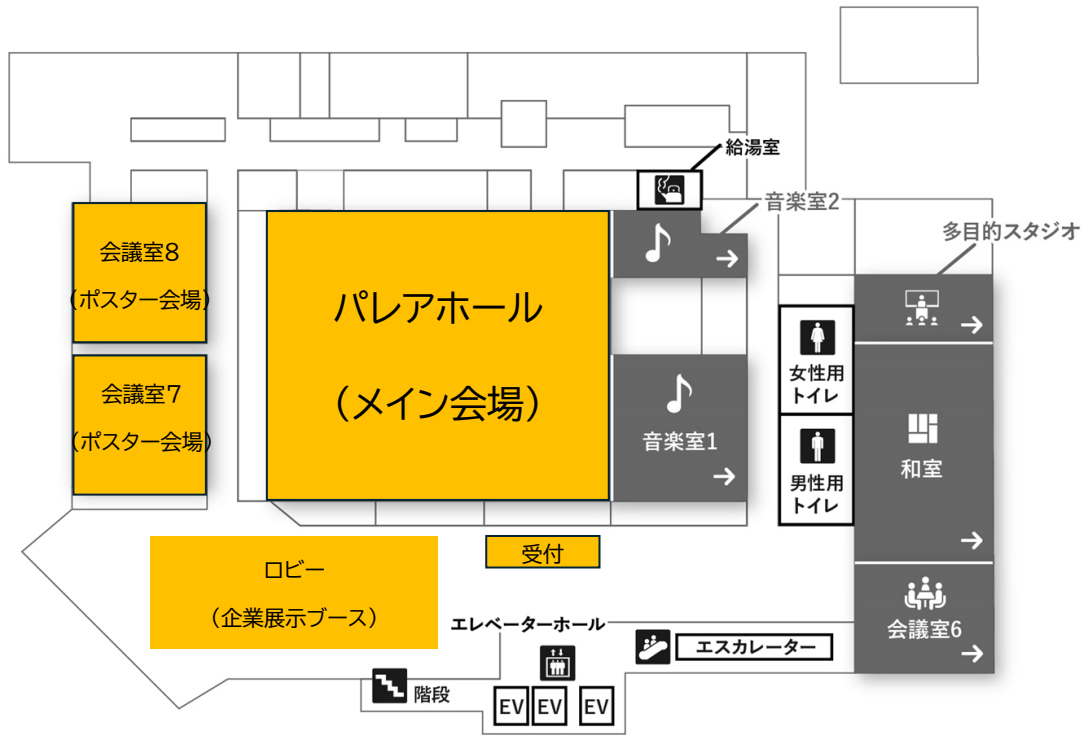 給湯室
音楽室2
多目的スタジオ
会議室8
（ポスター会場）
パレアホール
（メイン会場）
会議室7
（ポスター会場）
音楽室1
女性用
トイレ
男性用
トイレ
和室
受付
ロビー
（企業展示ブース）
エレベーターホール
エスカレーター
会議室6
階段
EV
EV
EV